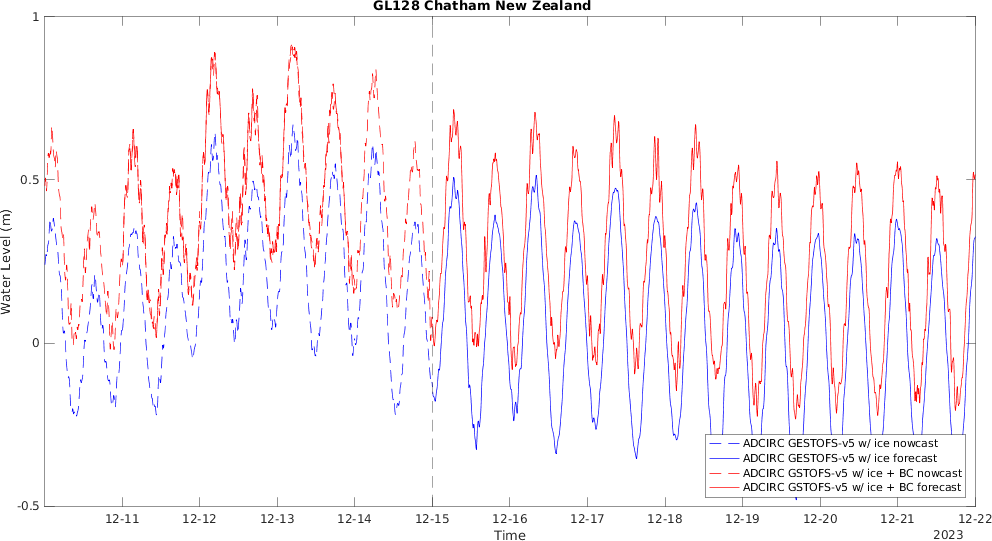 GL128 Chatham New Zealand
1
0.5
0
-0.5
Water Level (m)
ADCIRC GESTOFS-v5 w/ ice nowcast
ADCIRC GESTOFS-v5 w/ ice forecast
ADCIRC GSTOFS-v5 w/ ice + BC nowcast
ADCIRC GSTOFS-v5 w/ ice + BC forecast
12-11 12-12 12-13 12-14 12-15 12-16 12-17 12-18 12-19 12-20 12-21 12-22
Time
2023